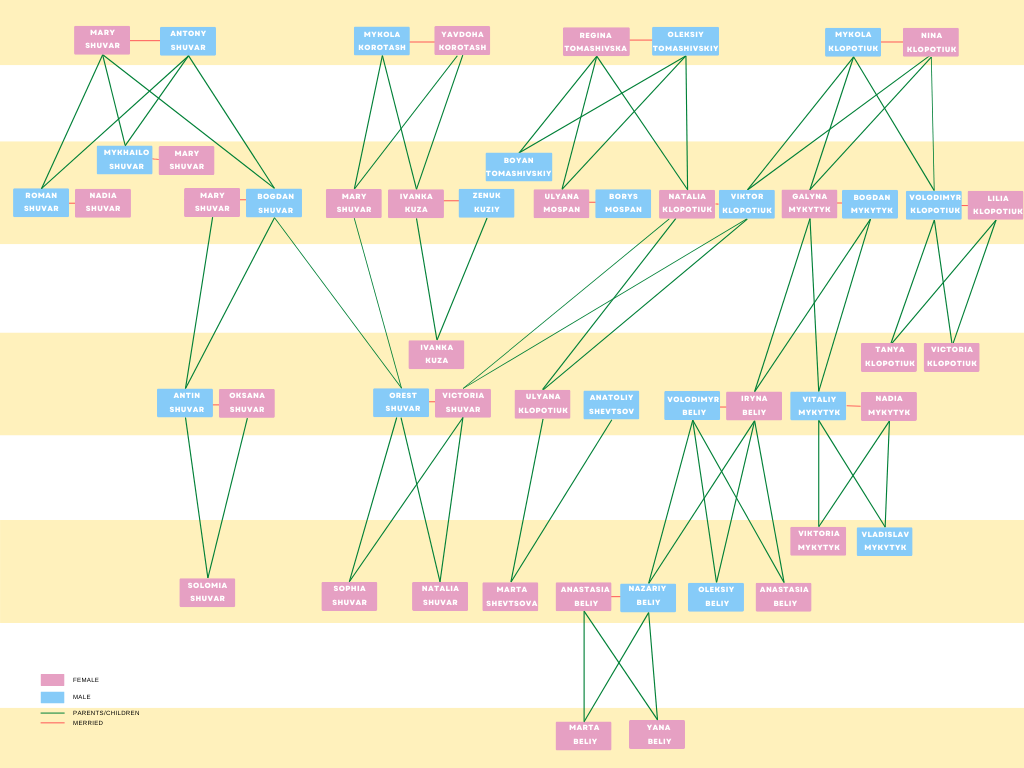 MARY
SHUVAR
ANTONY
SHUVAR
MYKOLA
KOROTASH
YAVDOHA
KOROTASH
REGINA
TOMASHIVSKA
OLEKSIY
TOMASHIVSKIY
MYKOLA
KLOPOTIUK
NINA
KLOPOTIUK
MYKHAILO
SHUVAR
MARY
SHUVAR
BOYAN
TOMASHIVSKIY
ROMAN
SHUVAR
NADIA
SHUVAR
MARY
SHUVAR
BOGDAN
SHUVAR
MARY
SHUVAR
IVANKA
KUZA
ZENUK
KUZIY
ULYANA
MOSPAN
BORYS
MOSPAN
NATALIA
KLOPOTIUK
VIKTOR
KLOPOTIUK
GALYNA
MYKYTYK
BOGDAN
MYKYTYK
VOLODIMYR
KLOPOTIUK
LILIA
KLOPOTIUK
IVANKA
KUZA
TANYA
KLOPOTIUK
VICTORIA
KLOPOTIUK
ANTIN
SHUVAR
OKSANA
SHUVAR
OREST
SHUVAR
VICTORIA
SHUVAR
ULYANA
KLOPOTIUK
ANATOLIY
SHEVTSOV
VOLODIMYR
BELIY
IRYNA
BELIY
VITALIY
MYKYTYK
NADIA
MYKYTYK
VIKTORIA
MYKYTYK
VLADISLAV
MYKYTYK
SOLOMIA
SHUVAR
SOPHIA
SHUVAR
NATALIA
SHUVAR
MARTA
SHEVTSOVA
ANASTASIA
BELIY
NAZARIY
BELIY
OLEKSIY
BELIY
ANASTASIA
BELIY
MARTA
BELIY
YANA
BELIY
FEMALE
MALE
PARENTS/CHILDREN
MERRIED